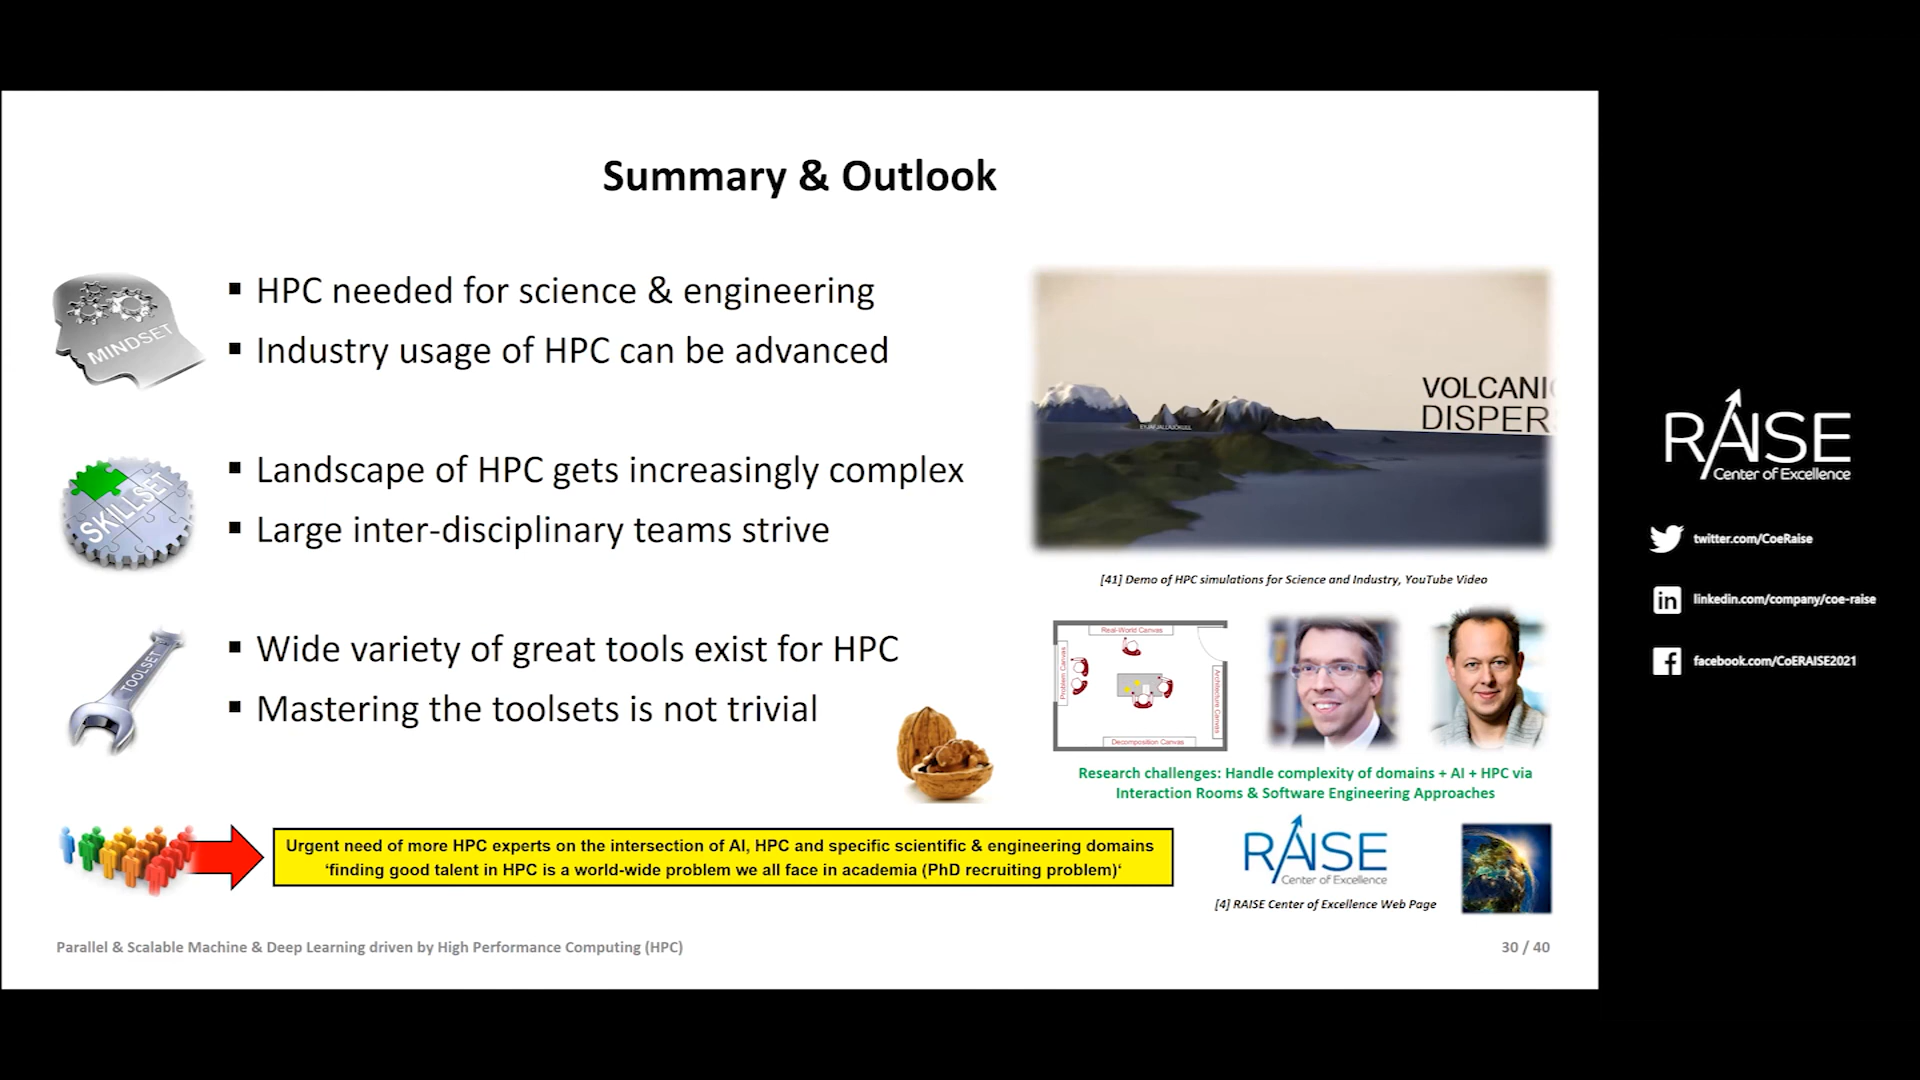 Summary & Outlook
MINDSET
▪ HPC needed for science & engineering
▪ Industry usage of HPC can be advanced
SKILLSET
▪ Landscape of HPC gets increasingly complex
▪ Large inter-disciplinary teams strive
TOOLSET
▪ Wide variety of great tools exist for HPC
▪ Mastering the toolsets is not trivial
VOLCANIC
DISPERS
EYJAFJALLAJOKULL
[41] Demo of HPC simulations for Science and Industry, YouTube Video
Real-World Canvas
Problem Canvas
Architecture Canvas
Decomposition Canvas
Research challenges: Handle complexity of domains + AI + HPC via
Interaction Rooms & Software Engineering Approaches
Urgent need of more HPC experts on the intersection of AI, HPC and specific scientific & engineering domains
‘finding good talent in HPC is a world-wide problem we all face in academia (PhD recruiting problem)‘
RAISE
Center of Excellence
[4] RAISE Center of Excellence Web Page
Parallel & Scalable Machine & Deep Learning driven by High Performance Computing (HPC)
30 / 40
RAISE
Center of Excellence
twitter.com/CoeRaise
linkedin.com/company/coe-raise
facebook.com/CoERAISE2021